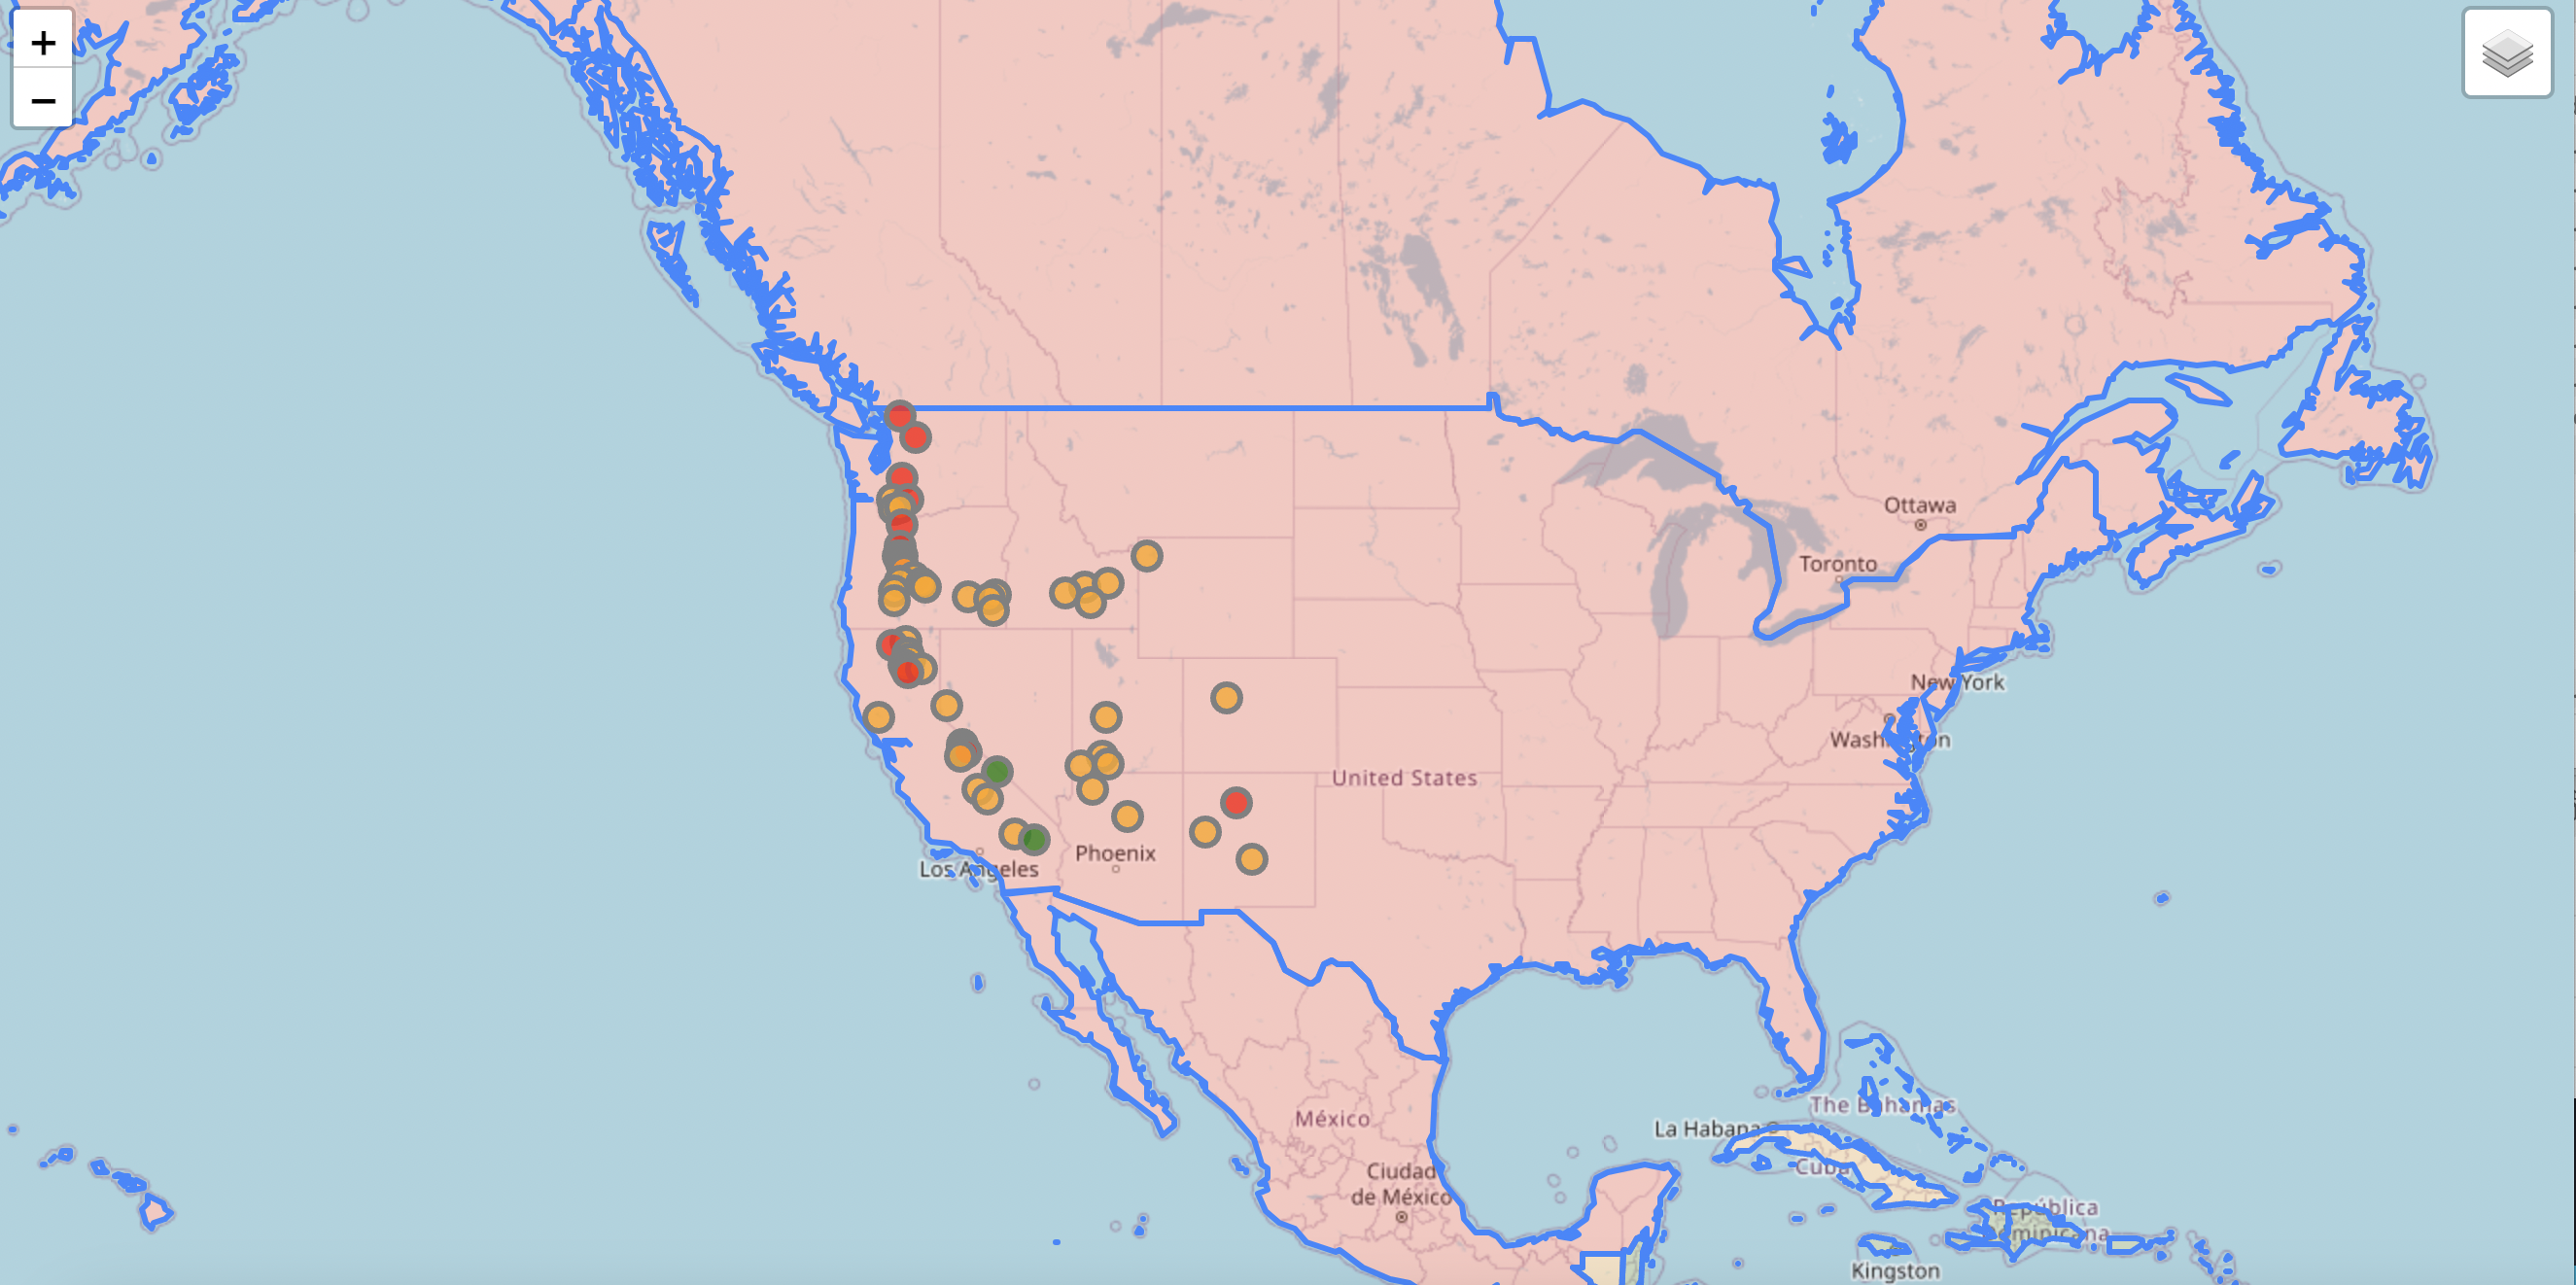 +
−
Ottawa
Toronto
New York
Washington
United States
Phoenix
Los Angeles
The Bahamas
México
La Habana
Cuba
Ciudad
de México
República
Dominicana
Kingston